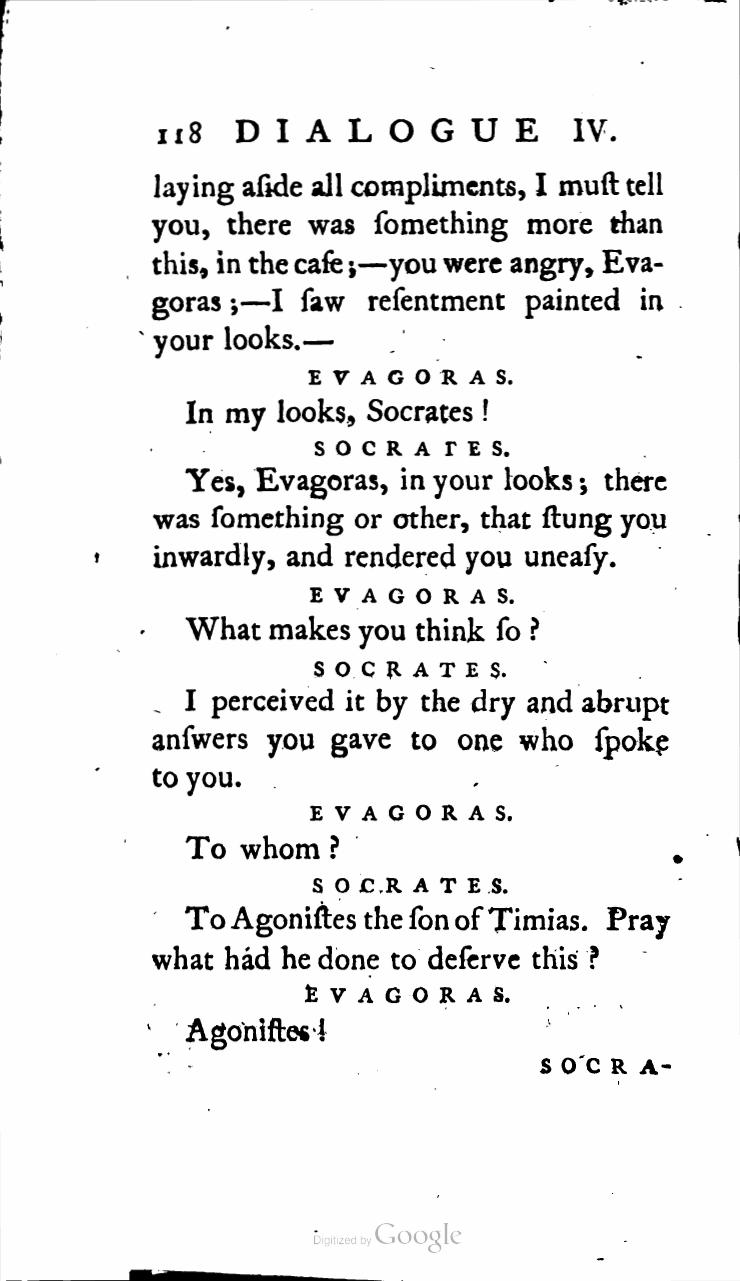 118 DIALOGUE IV.
laying aſide all compliments, I muſt tell
you, there was ſomething more than
this, in the caſe;—you were angry, Eva-
goras;—I ſaw reſentment painted in
your looks.—
EVAGORAS.
In my looks, Socrates!
SOCRATES.
Yes, Evagoras, in your looks; there
was ſomething or other, that ſtung you
inwardly, and rendered you uneaſy.
EVAGORAS.
What makes you think ſo?
SOCRATES.
I perceived it by the dry and abrupt
anſwers you gave to one who ſpoke
to you.
EVAGORAS.
To whom?
SOCRATES.
To Agoniſtes the ſon of Timias. Pray
what had he done to deſerve this?
EVAGORAS.
Agoniſtes!
SOCRA-
Digitized by Google